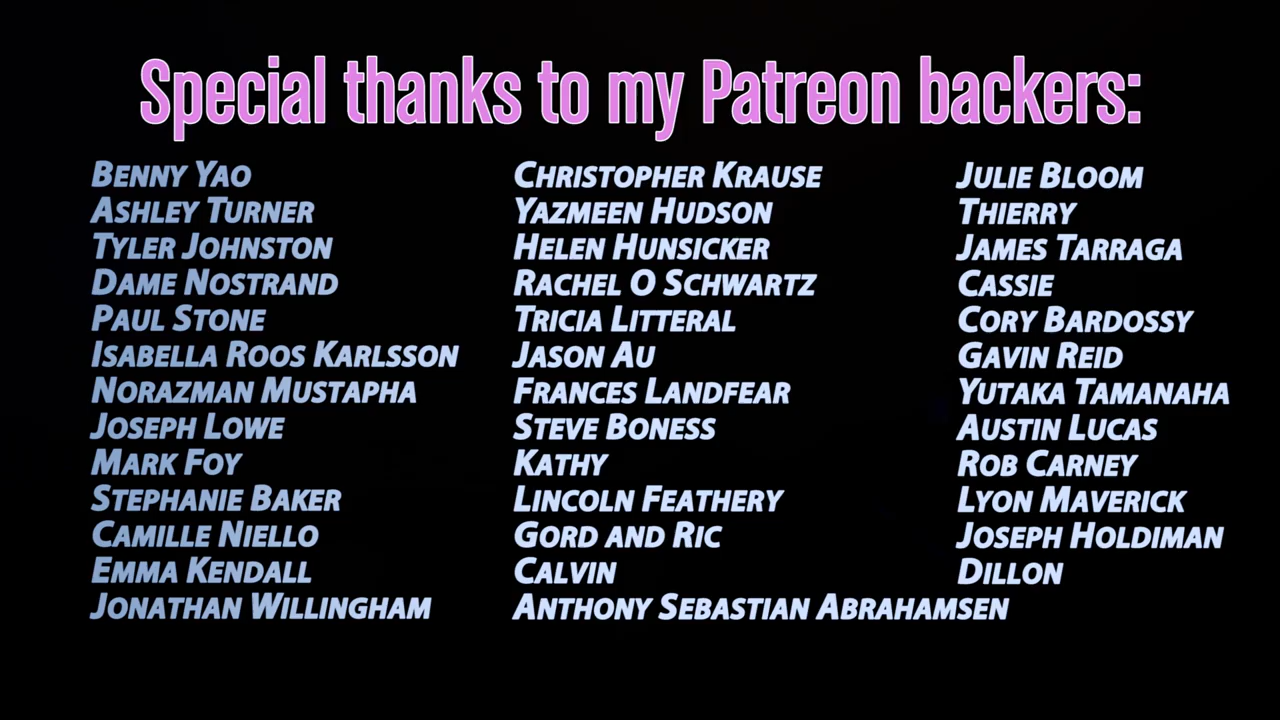 Special thanks to my Patreon backers:
BENNY YAO
ASHLEY TURNER
TYLER JOHNSTON
DAME NOSTRAND
PAUL STONE
ISABELLA ROOS KARLSSON
NORAZMAN MUSTAPHA
JOSEPH LOWE
MARK FOY
STEPHANIE BAKER
CAMILLE NIELLO
EMMA KENDALL
JONATHAN WILLINGHAM
CHRISTOPHER KRAUSE
YAZMEEN HUDSON
HELEN HUNSICKER
RACHEL O SCHWARTZ
TRICIA LITTERAL
JASON AU
FRANCES LANDFEAR
STEVE BONESS
KATHY
LINCOLN FEATHERY
GORD AND RIC
CALVIN
ANTHONY SEBASTIAN ABRAHAMSEN
JULIE BLOOM
THIERRY
JAMES TARRAGA
CASSIE
CORY BARDOSSY
GAVIN REID
YUTAKA TAMANAHA
AUSTIN LUCAS
ROB CARNEY
LYON MAVERICK
JOSEPH HOLDIMAN
DILLON